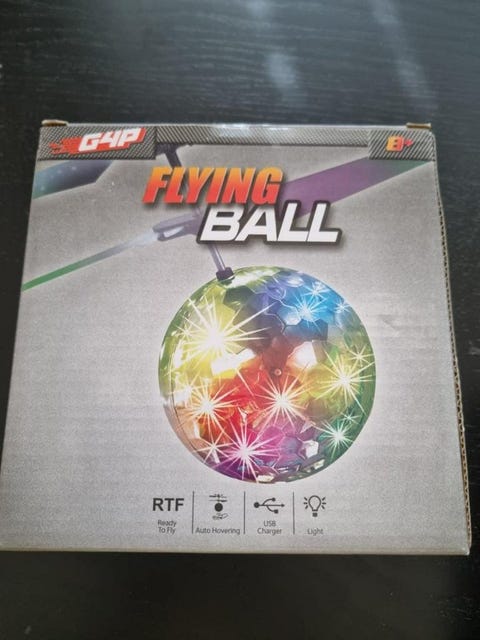 G4P
8+
FLYING
BALL
RTF
Ready
To Fly
Auto Hovering
USB
Charger
Light